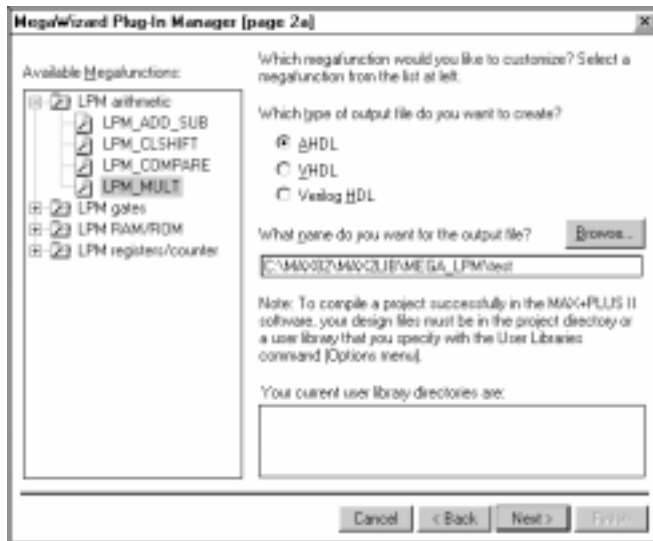 MegaWizard Plug-In Manager [page 2a]
Available Megafunctions:
LPM arithmetic
LPM_ADD_SUB
LPM_CLSHIFT
LPM_COMPARE
LPM_MULT
LPM gates
LPM RAM/ROM
LPM registers/counter
Which megafunction would you like to customize? Select a
megafunction from the list at left.
Which type of output file do you want to create?
AHDL
VHDL
Verilog HDL
What name do you want for the output file?
Browse...
Note: To compile a project successfully in the MAX+PLUS II
software, your design files must be in the project directory or
a user library that you specify with the User Libraries
command (Options menu).
Your current user library directories are:
Cancel
< Back
Next >
Finish